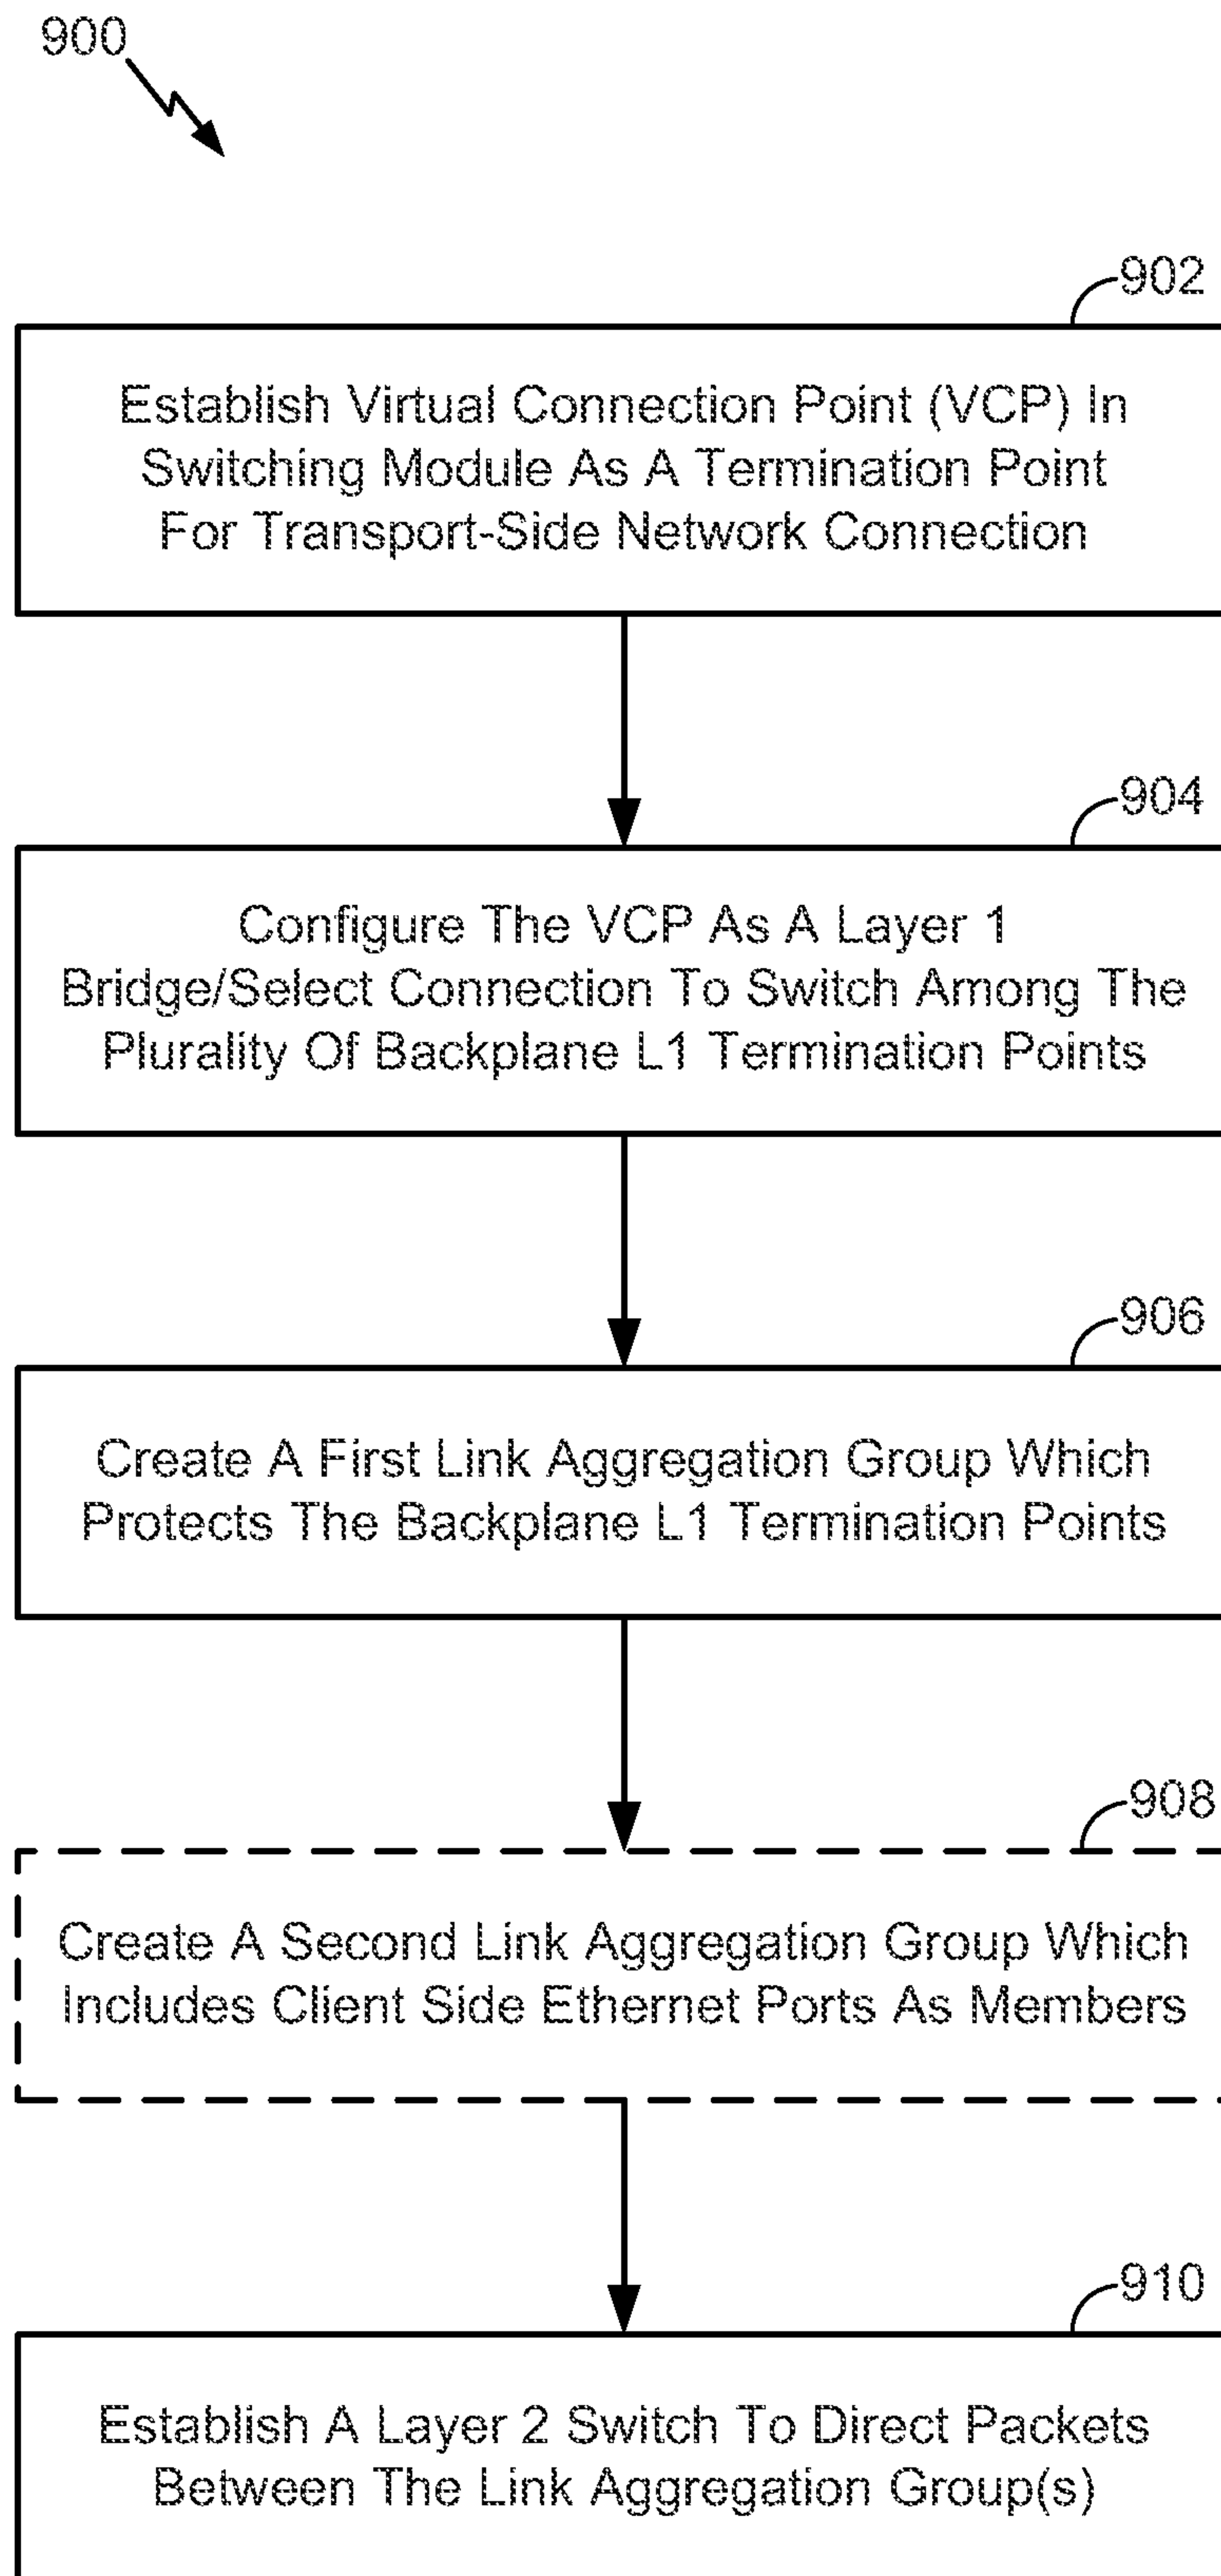 900
902
Establish Virtual Connection Point (VCP) In
Switching Module As A Termination Point
For Transport-Side Network Connection
904
Configure The VCP As A Layer 1
Bridge/Select Connection To Switch Among The
Plurality Of Backplane L1 Termination Points
906
Create A First Link Aggregation Group Which
Protects The Backplane L1 Termination Points
908
Create A Second Link Aggregation Group Which
Includes Client Side Ethernet Ports As Members
910
Establish A Layer 2 Switch To Direct Packets
Between The Link Aggregation Group(s)